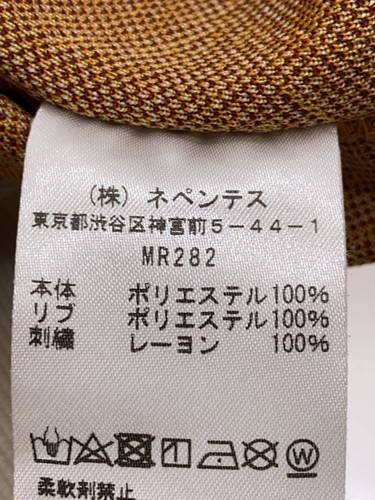 (株)ネペンテス
東京都渋谷区神宮前5-44-1
MR282
本体 ポリエステル100%
リブ ポリエステル100%
刺繍 レーヨン 100%
W
柔軟剤禁止